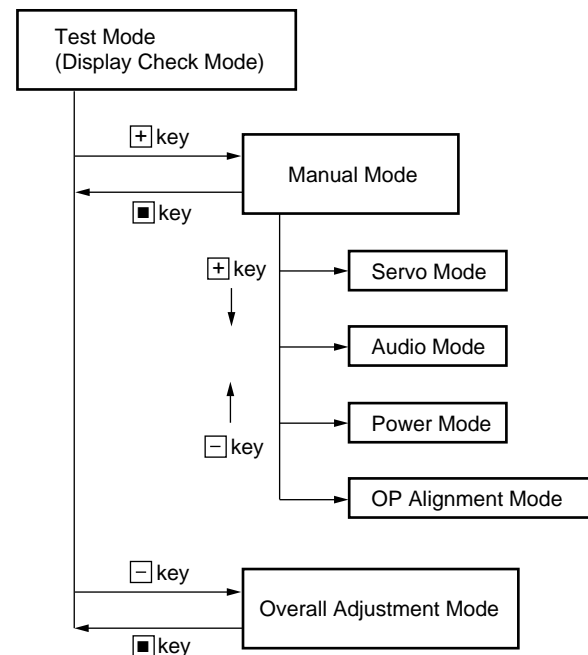 Test Mode
(Display Check Mode)
+ key
Manual Mode
■ key
+ key
Servo Mode
Audio Mode
Power Mode
− key
OP Alignment Mode
− key
Overall Adjustment Mode
■ key